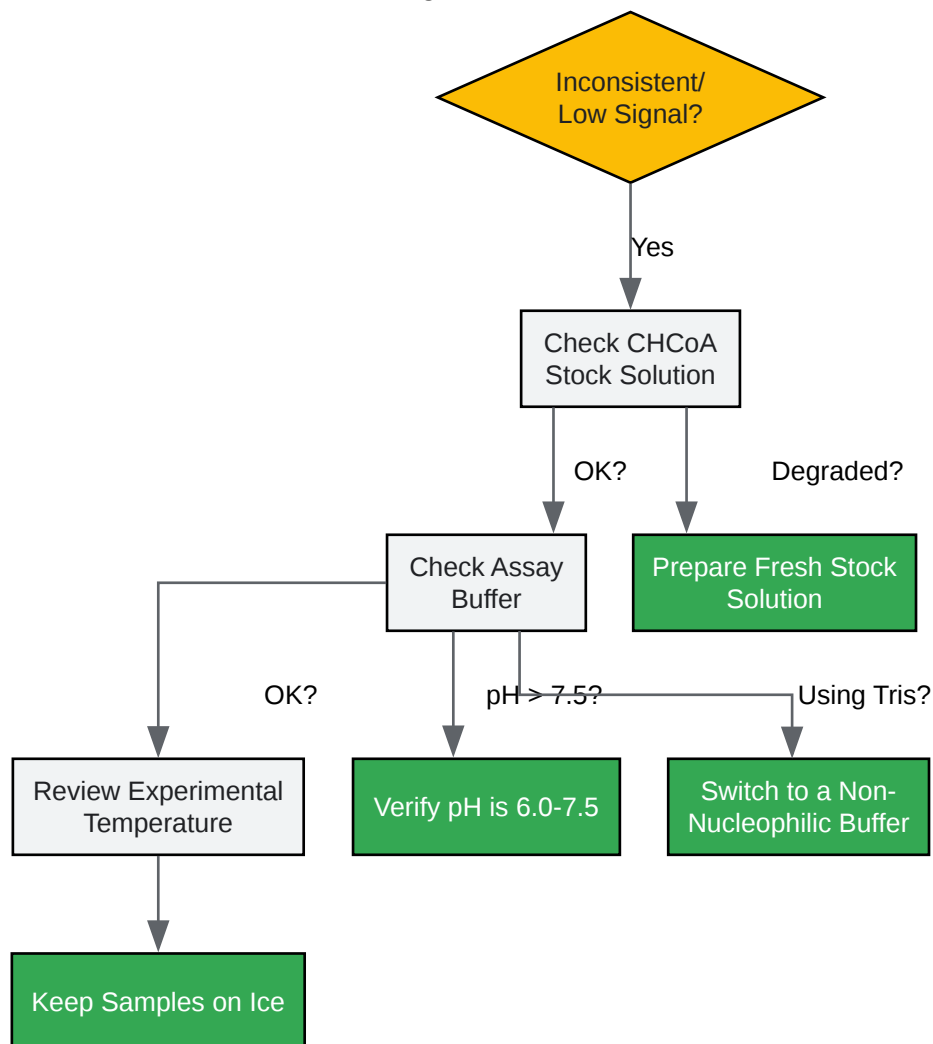 Inconsistent/
Low Signal?
Yes
Check CHCoA
Stock Solution
OK?
Degraded?
Check Assay
Buffer
Prepare Fresh Stock
Solution
OK?
pH > 7.5?
Using Tris?
Review Experimental
Temperature
Verify pH is 6.0-7.5
Switch to a Non-
Nucleophilic Buffer
Keep Samples on Ice